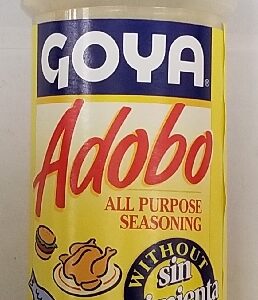 GOYA®
Adobo
ALL PURPOSE
SEASONING
WITHOUT
sin